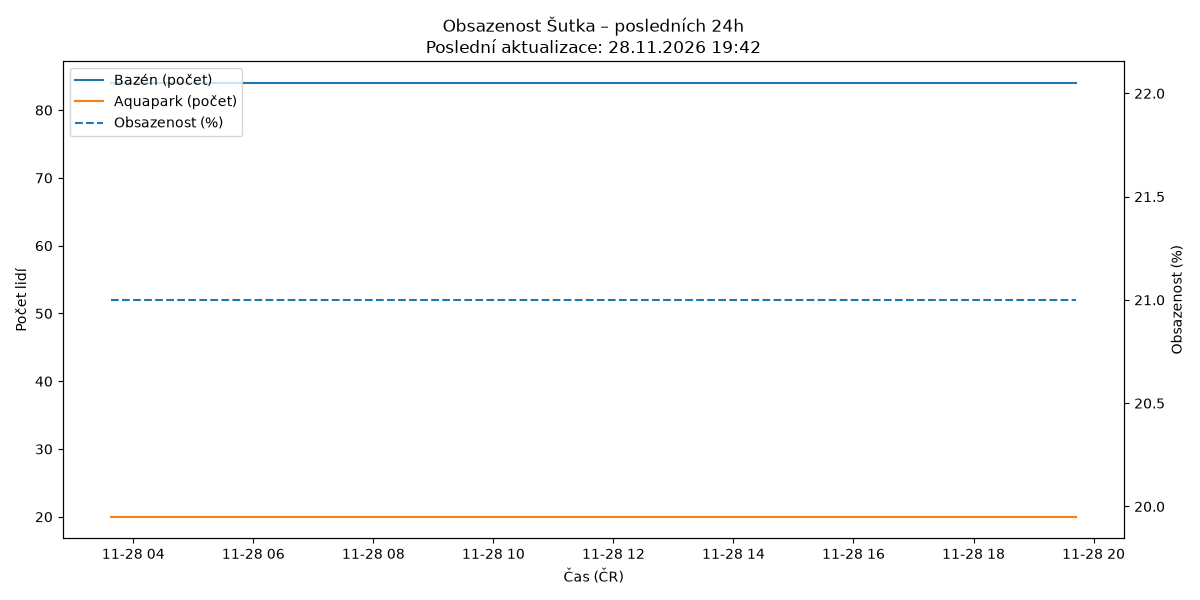 Obsazenost Šutka – posledních 24h
Poslední aktualizace: 28.11.2026 19:42
Bazén (počet)
Aquapark (počet)
Obsazenost (%)
80
70
60
50
40
30
20
Počet lidí
22.0
21.5
21.0
20.5
20.0
Obsazenost (%)
11-28 04
11-28 06
11-28 08
11-28 10
11-28 12
11-28 14
11-28 16
11-28 18
11-28 20
Čas (ČR)